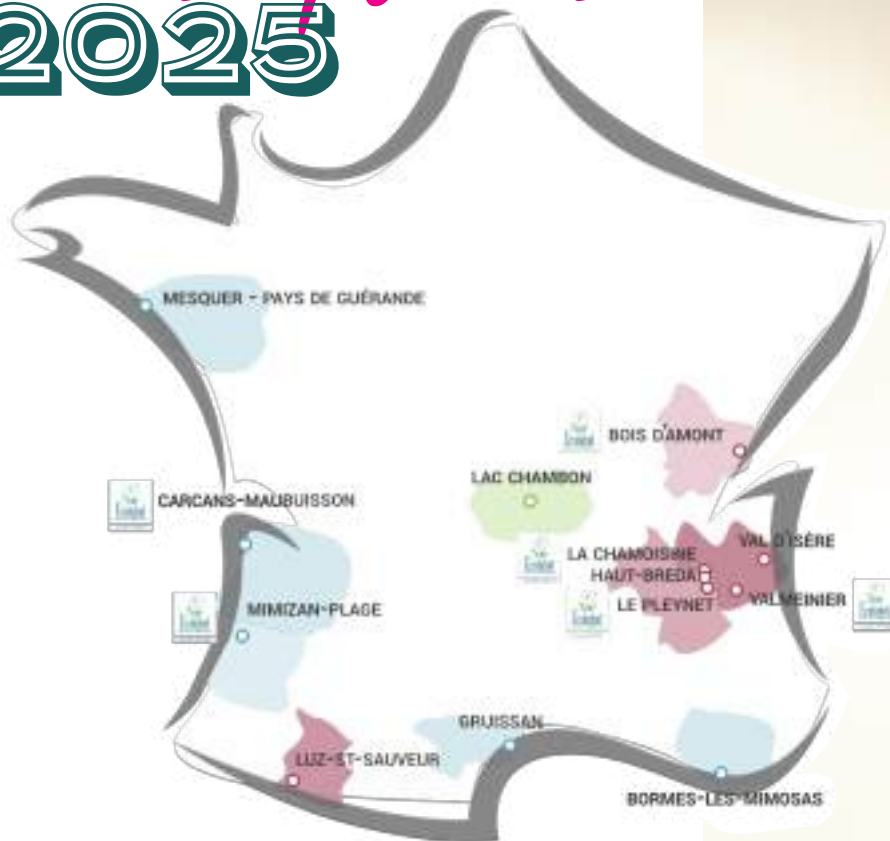 2025
MESQUER - PAYS DE GUÉRANDE
BOIS D'AMONT
LAC CHAMBON
CARCANS-MAUBUISSON
VAL D'ISÈRE
LA CHAMOISINE
HAUT-BREDA
LE PLEYNET
VALMEINIER
MIMIZAN-PLAGE
GRUISSAN
LUZ-ST-SAUVEUR
BORMES-LES-MIMOSAS